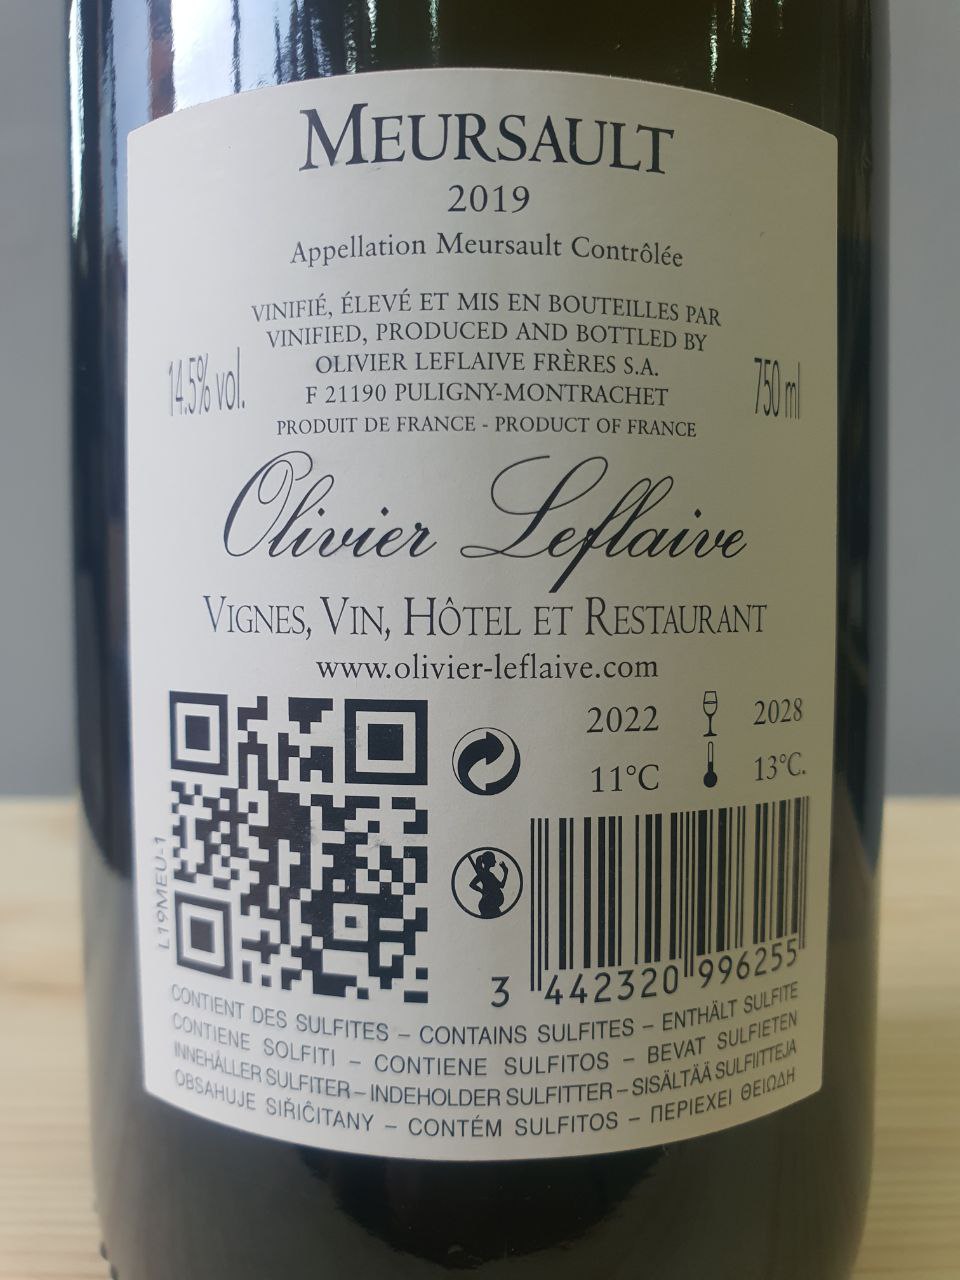 MEURSAULT
2019
Appellation Meursault Contrôlée
VINIFIÉ, ÉLEVÉ ET MIS EN BOUTEILLES PAR
VINIFIED, PRODUCED AND BOTTLED BY
OLIVIER LEFLAIVE FRÈRES S.A.
F 21190 PULIGNY-MONTRACHET
PRODUIT DE FRANCE - PRODUCT OF FRANCE
14.5% vol.
750 ml
Olivier Leflaive
VIGNES, VIN, HÔTEL ET RESTAURANT
www.olivier-leflaive.com
2022 2028
11°C 13°C.
L19MEU-1
3 442320 996255
CONTIENT DES SULFITES – CONTAINS SULFITES – ENTHÄLT SULFITE
CONTIENE SOLFITI – CONTIENE SULFITOS – BEVAT SULFIETEN
INNEHÅLLER SULFITER – INDEHOLDER SULFITTER – SISÄLTÄÄ SULFIITTEJA
OBSAHUJE SIŘIČITANY – CONTÉM SULFITOS – ΠΕΡΙΕΧΕΙ ΘΕΙΩΔΗ